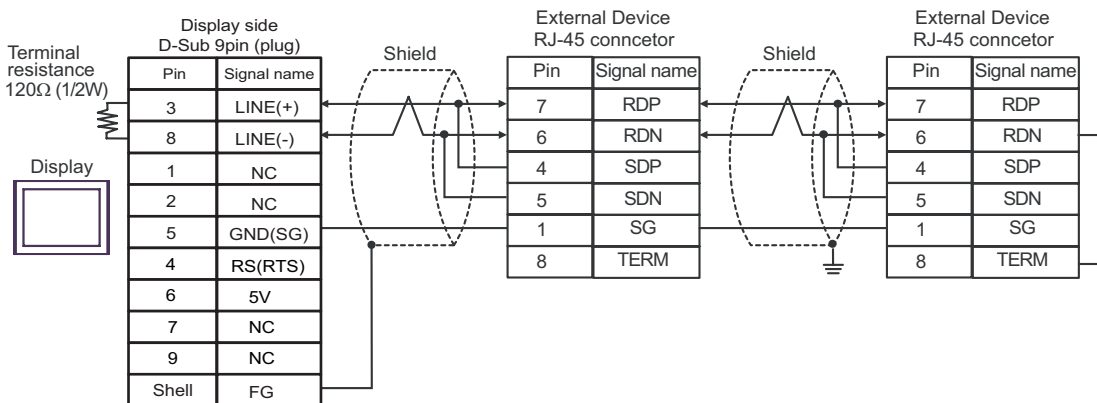 Display side
D-Sub 9pin (plug)
Terminal
resistance
120Ω (1/2W)
Display
Pin Signal name
3 LINE(+)
8 LINE(-)
1 NC
2 NC
5 GND(SG)
4 RS(RTS)
6 5V
7 NC
9 NC
Shell FG
Shield
External Device
RJ-45 conncetor
Pin Signal name
7 RDP
6 RDN
4 SDP
5 SDN
1 SG
8 TERM
Shield
External Device
RJ-45 conncetor
Pin Signal name
7 RDP
6 RDN
4 SDP
5 SDN
1 SG
8 TERM